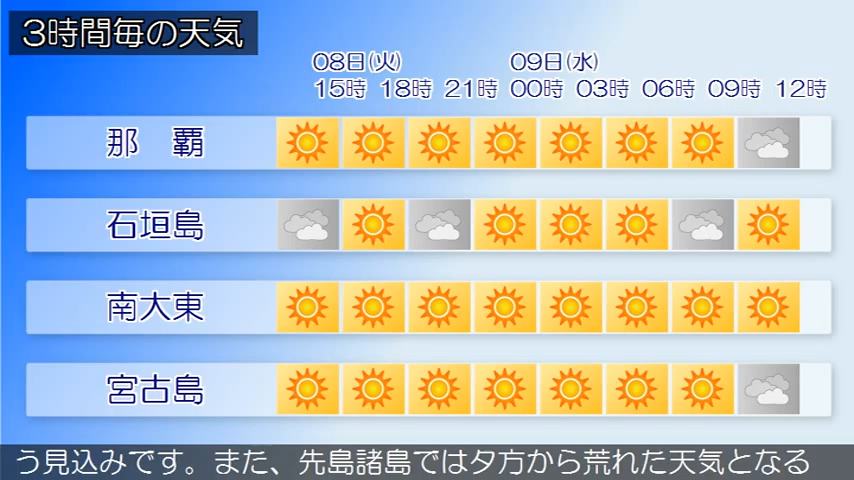 3時間毎の天気
08日(火) 09日(水)
15時 18時 21時 00時 03時 06時 09時 12時
那　覇
石垣島
南大東
宮古島
う見込みです。また、先島諸島では夕方から荒れた天気となる